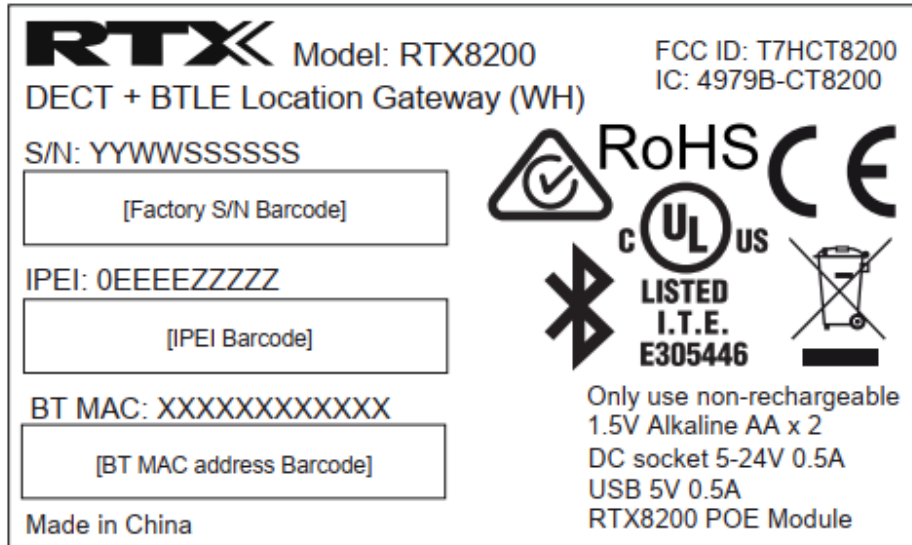 RTX Model: RTX8200
FCC ID: T7HCT8200
IC: 4979B-CT8200
DECT + BTLE Location Gateway (WH)
S/N: YYWWSSSSSS
[Factory S/N Barcode]
IPEI: 0EEEEZZZZZ
[IPEI Barcode]
BT MAC: XXXXXXXXXXXX
[BT MAC address Barcode]
Made in China
RoHS
CE
C UL US
LISTED
I.T.E.
E305446
Only use non-rechargeable
1.5V Alkaline AA x 2
DC socket 5-24V 0.5A
USB 5V 0.5A
RTX8200 POE Module